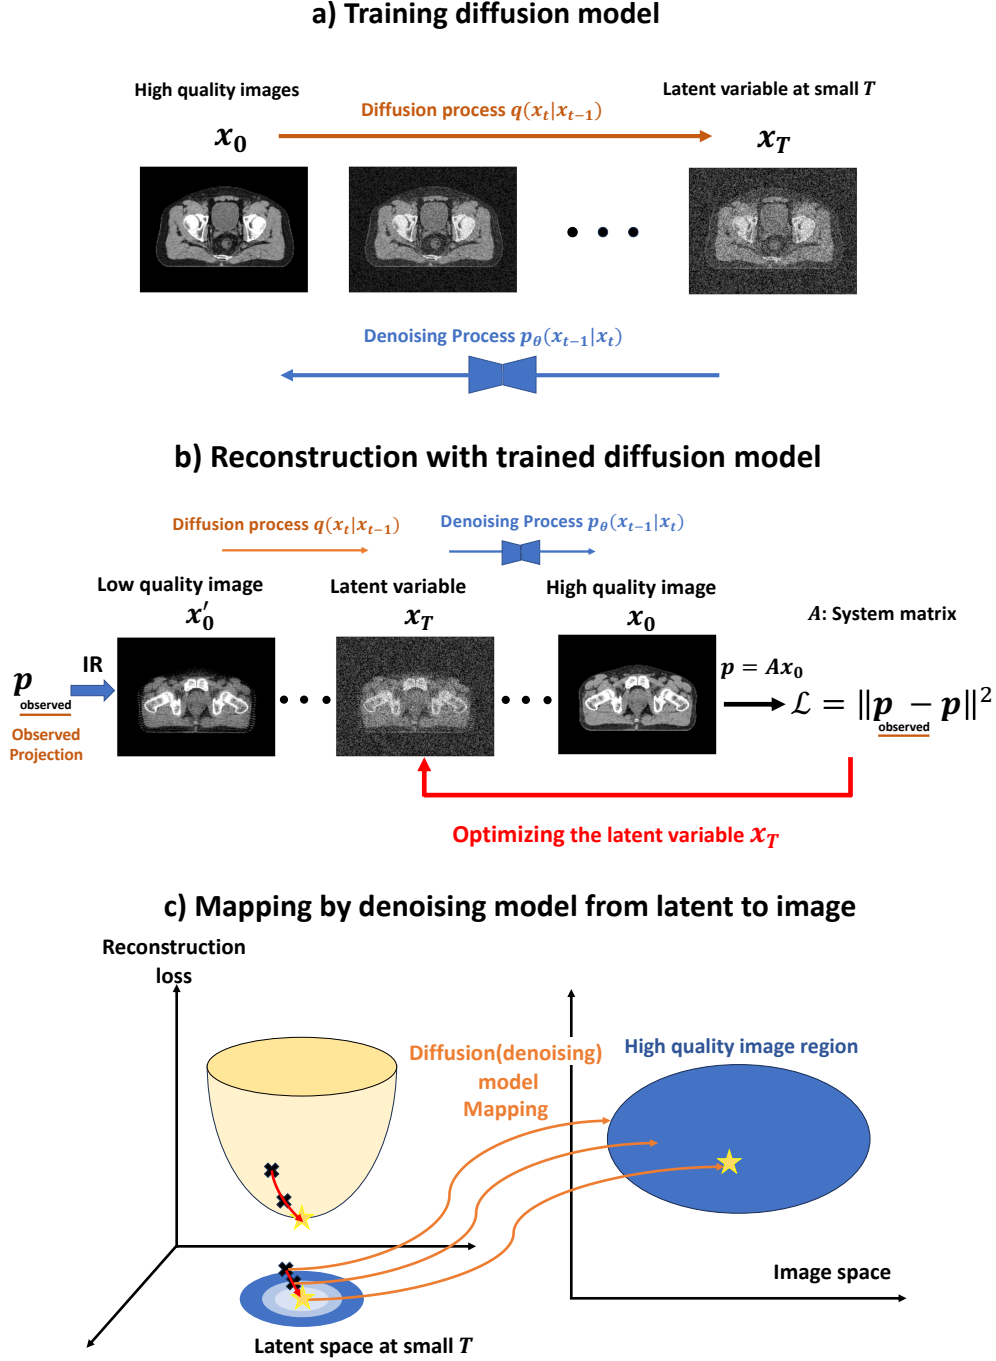 a) Training diffusion model
High quality images
Latent variable at small T
Diffusion process q(x_t|x_{t-1})
x_0
x_T
Denoising Process p_θ(x_{t-1}|x_t)
b) Reconstruction with trained diffusion model
Diffusion process q(x_t|x_{t-1})
Denoising Process p_θ(x_{t-1}|x_t)
Low quality image
Latent variable
High quality image
x_0′
x_T
x_0
A: System matrix
IR
p = Ax_0
p
observed
ℒ = ‖p − p‖²
observed
Observed
Projection
Optimizing the latent variable x_T
c) Mapping by denoising model from latent to image
Reconstruction
loss
Diffusion(denoising)
model
Mapping
High quality image region
Image space
Latent space at small T